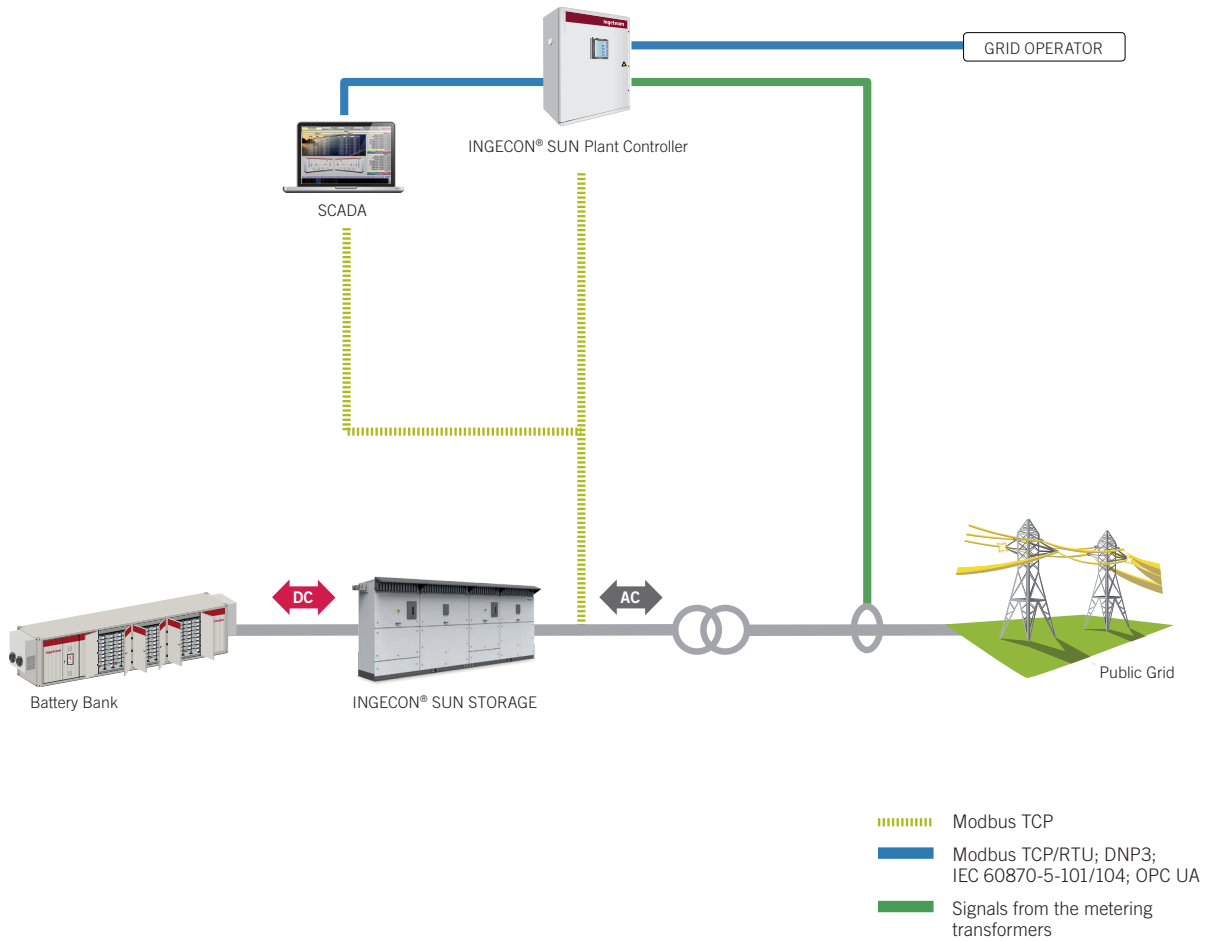 Ingeteam
GRID OPERATOR
INGECON® SUN Plant Controller
SCADA
DC
AC
Battery Bank
INGECON® SUN STORAGE
Public Grid
Modbus TCP
Modbus TCP/RTU; DNP3;
IEC 60870-5-101/104; OPC UA
Signals from the metering
transformers